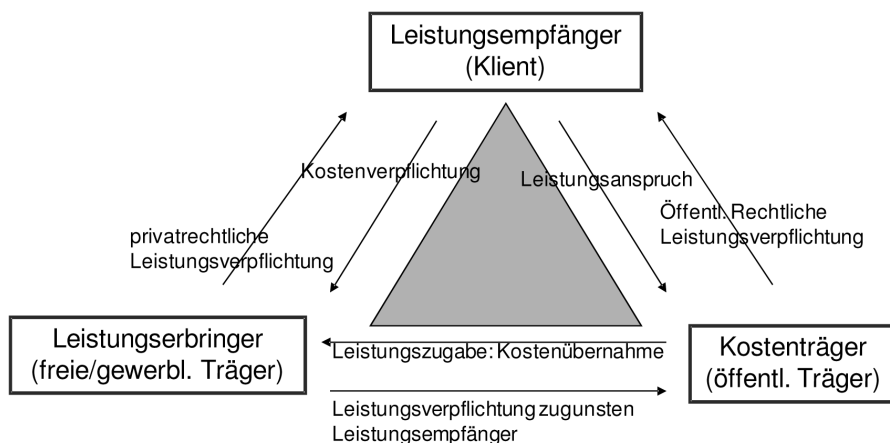 Leistungsempfänger
(Klient)
Kostenverpflichtung
Leistungsanspruch
privatrechtliche
Leistungsverpflichtung
Öffentl. Rechtliche
Leistungsverpflichtung
Leistungserbringer
(freie/gewerbl. Träger)
Leistungszugabe: Kostenübernahme
Kostenträger
(öffentl. Träger)
Leistungsverpflichtung zugunsten
Leistungsempfänger